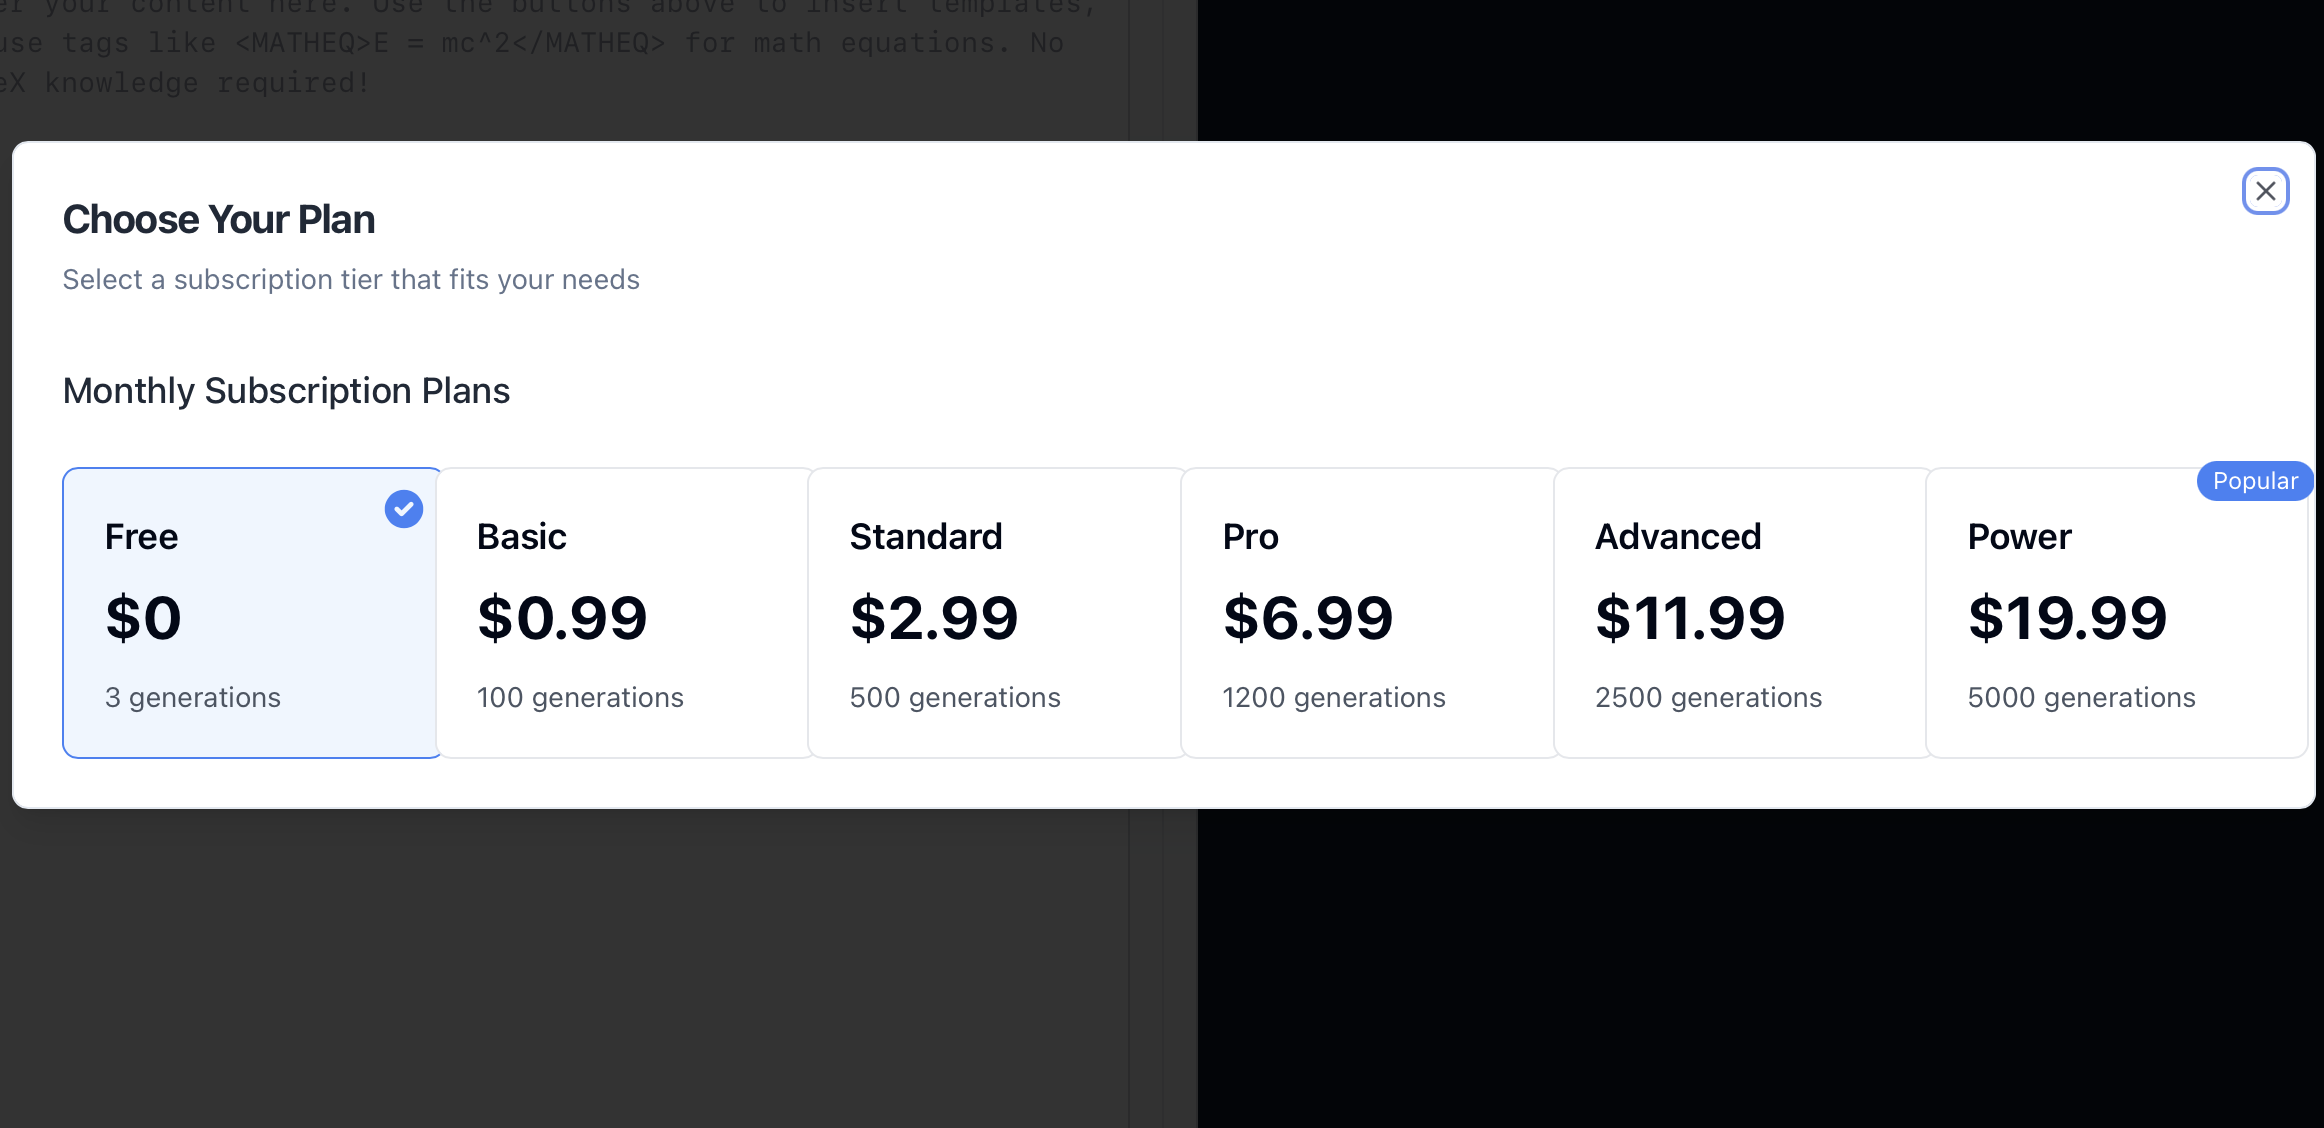 your content here. Use the buttons above to insert templates,
use tags like <MATHEQ>E = mc^2</MATHEQ> for math equations. No
knowledge required!
Choose Your Plan
Select a subscription tier that fits your needs
Monthly Subscription Plans
Popular
Free
$0
3 generations
Basic
$0.99
100 generations
Standard
$2.99
500 generations
Pro
$6.99
1200 generations
Advanced
$11.99
2500 generations
Power
$19.99
5000 generations